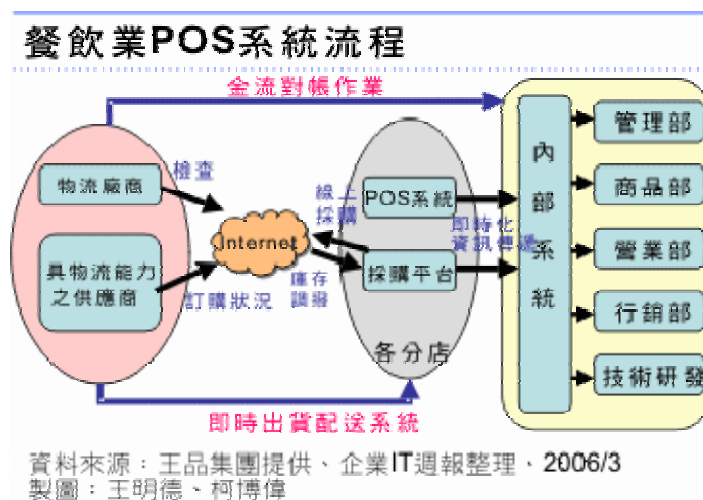 餐飲業POS系統流程
金流對帳作業
物流廠商
檢查
具物流能力
之供應商
訂購狀況
Internet
線上
採購
庫存
調撥
POS系統
採購平台
各分店
即時化
資訊傳遞
內部系統
管理部
商品部
營業部
行銷部
技術研發
即時出貨配送系統
資料來源：王品集團提供、企業IT週報整理，2006/3
製圖：王明德、柯博偉